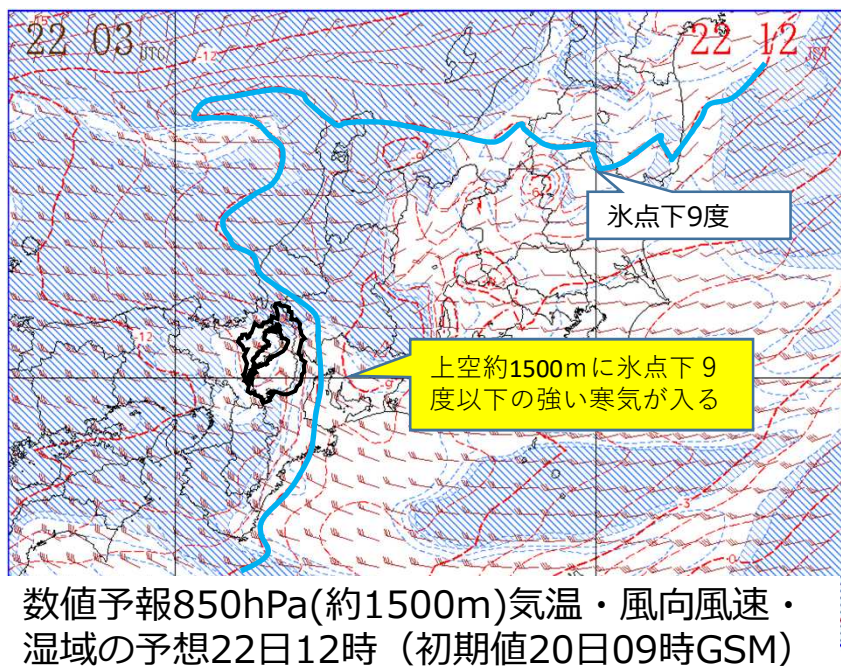 22 03 UTC
22 12 JST
-12
氷点下9度
-12
上空約1500mに氷点下９
度以下の強い寒気が入る
-9
-3
数値予報850hPa(約1500m)気温・風向風速・
湿域の予想22日12時（初期値20日09時GSM）